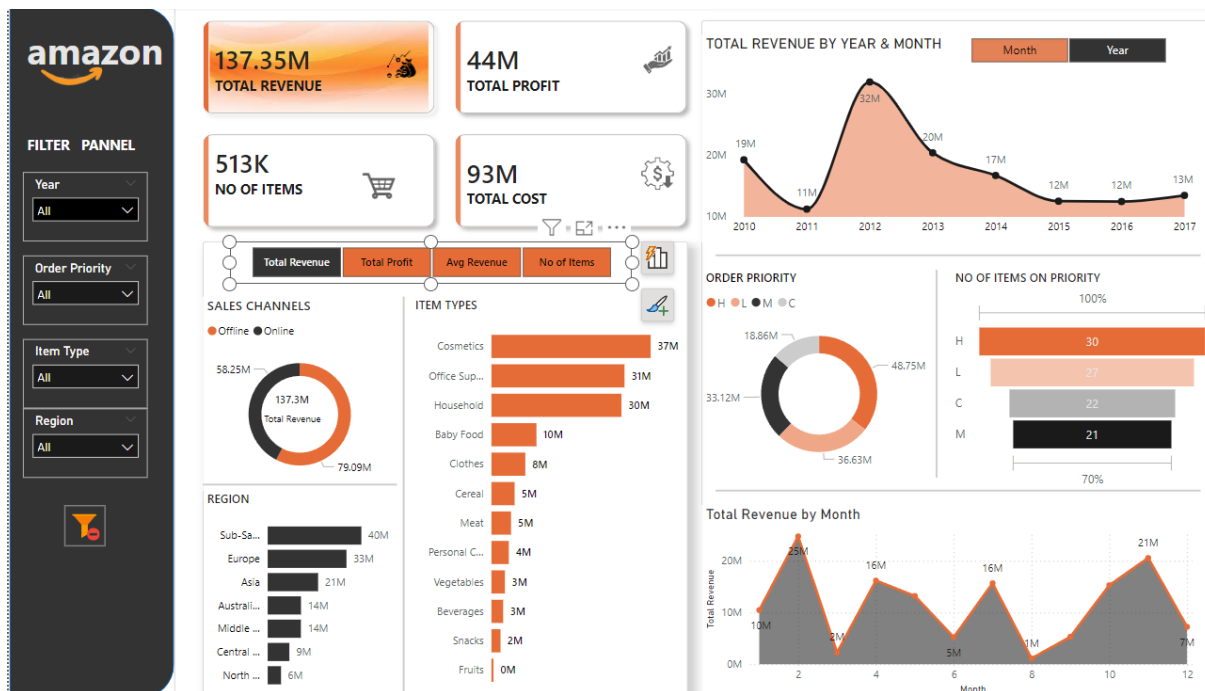 amazon
FILTER PANNEL
Year
All
Order Priority
All
Item Type
All
Region
All
137.35M
TOTAL REVENUE
44M
TOTAL PROFIT
513K
NO OF ITEMS
93M
TOTAL COST
Total Revenue Total Profit Avg Revenue No of Items
SALES CHANNELS
Offline Online
58.25M
137.3M
Total Revenue
79.09M
REGION
Sub-Sa... 40M
Europe 33M
Asia 21M
Australi... 14M
Middle ... 14M
Central ... 9M
North ... 6M
ITEM TYPES
Cosmetics 37M
Office Sup... 31M
Household 30M
Baby Food 10M
Clothes 8M
Cereal 5M
Meat 5M
Personal C... 4M
Vegetables 3M
Beverages 3M
Snacks 2M
Fruits 0M
TOTAL REVENUE BY YEAR & MONTH
Month Year
30M
20M
10M
19M 11M 32M 20M 17M 12M 12M 13M
2010 2011 2012 2013 2014 2015 2016 2017
ORDER PRIORITY
H L M C
18.86M
48.75M
33.12M
36.63M
NO OF ITEMS ON PRIORITY
100%
H 30
L 27
C 22
M 21
70%
Total Revenue by Month
Total Revenue
20M
10M
0M
10M 25M 2M 16M 5M 16M 1M 21M 7M
2 4 6 8 10 12
Month